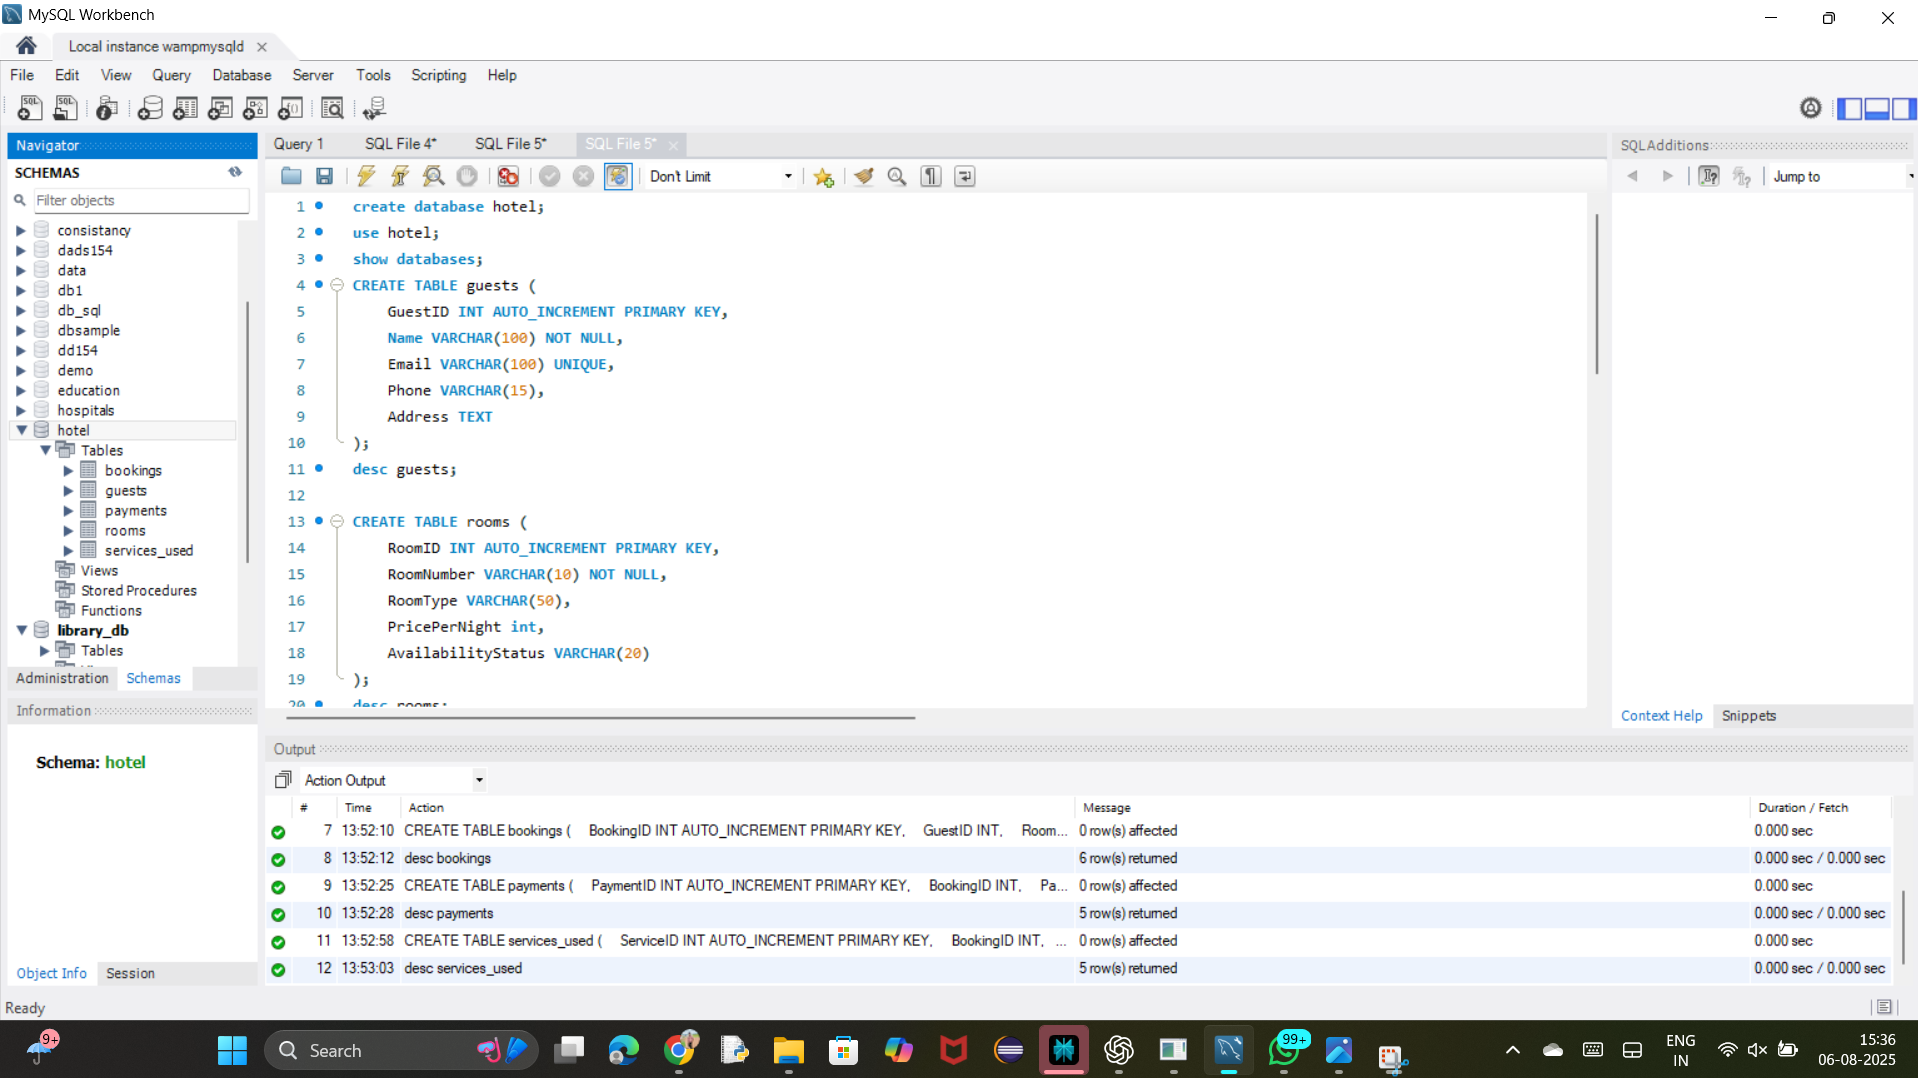 MySQL Workbench
Local instance wampmysqld
File Edit View Query Database Server Tools Scripting Help
Navigator
SCHEMAS
Filter objects
consistancy
dads154
data
db1
db_sql
dbsample
dd154
demo
education
hospitals
hotel
Tables
bookings
guests
payments
rooms
services_used
Views
Stored Procedures
Functions
library_db
Tables
Administration Schemas
Information
Schema: hotel
Object Info Session
Query 1 SQL File 4* SQL File 5* SQL File 5*
Don't Limit
1 create database hotel;
2 use hotel;
3 show databases;
4 CREATE TABLE guests (
5 GuestID INT AUTO_INCREMENT PRIMARY KEY,
6 Name VARCHAR(100) NOT NULL,
7 Email VARCHAR(100) UNIQUE,
8 Phone VARCHAR(15),
9 Address TEXT
10 );
11 desc guests;
12
13 CREATE TABLE rooms (
14 RoomID INT AUTO_INCREMENT PRIMARY KEY,
15 RoomNumber VARCHAR(10) NOT NULL,
16 RoomType VARCHAR(50),
17 PricePerNight int,
18 AvailabilityStatus VARCHAR(20)
19 );
20 desc rooms;
SQLAdditions
Jump to
Context Help Snippets
Output
Action Output
# Time Action Message Duration / Fetch
7 13:52:10 CREATE TABLE bookings ( BookingID INT AUTO_INCREMENT PRIMARY KEY, GuestID INT, Room... 0 row(s) affected 0.000 sec
8 13:52:12 desc bookings 6 row(s) returned 0.000 sec / 0.000 sec
9 13:52:25 CREATE TABLE payments ( PaymentID INT AUTO_INCREMENT PRIMARY KEY, BookingID INT, Pa... 0 row(s) affected 0.000 sec
10 13:52:28 desc payments 5 row(s) returned 0.000 sec / 0.000 sec
11 13:52:58 CREATE TABLE services_used ( ServiceID INT AUTO_INCREMENT PRIMARY KEY, BookingID INT, ... 0 row(s) affected 0.000 sec
12 13:53:03 desc services_used 5 row(s) returned 0.000 sec / 0.000 sec
Ready
9+
Search
99+
ENG
IN
15:36
06-08-2025